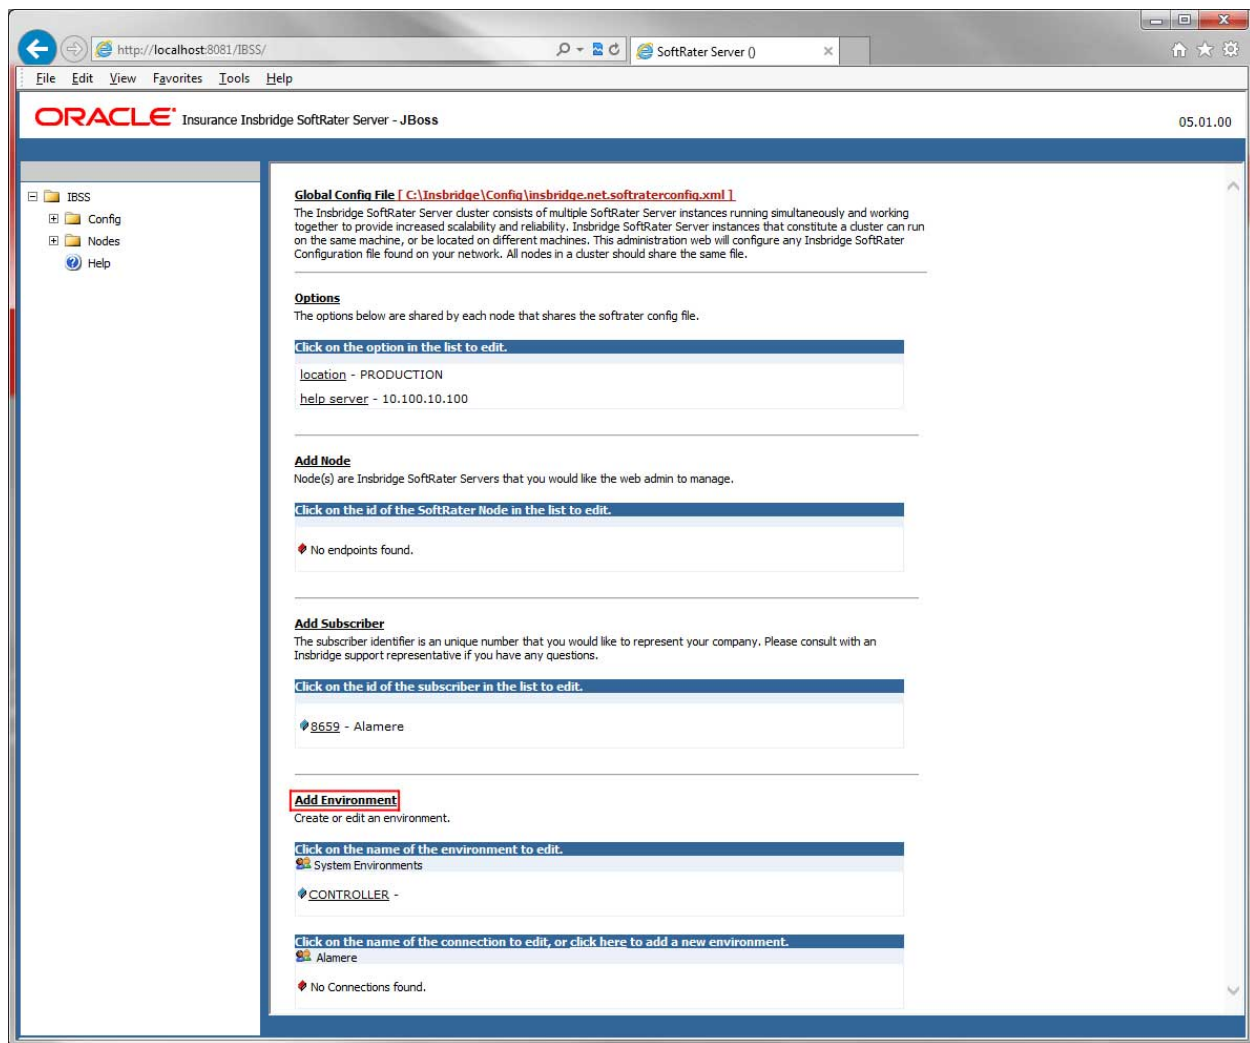 http://localhost:8081/IBSS/
SoftRater Server ()
File Edit View Favorites Tools Help
ORACLE Insurance Insbridge SoftRater Server - JBoss
05.01.00
IBSS
Config
Nodes
Help
Global Config File [ C:\Insbridge\Config\insbridge.net.softraterconfig.xml ]
The Insbridge SoftRater Server cluster consists of multiple SoftRater Server instances running simultaneously and working
together to provide increased scalability and reliability. Insbridge SoftRater Server instances that constitute a cluster can run
on the same machine, or be located on different machines. This administration web will configure any Insbridge SoftRater
Configuration file found on your network. All nodes in a cluster should share the same file.
Options
The options below are shared by each node that shares the softrater config file.
Click on the option in the list to edit.
location - PRODUCTION
help server - 10.100.10.100
Add Node
Node(s) are Insbridge SoftRater Servers that you would like the web admin to manage.
Click on the id of the SoftRater Node in the list to edit.
No endpoints found.
Add Subscriber
The subscriber identifier is an unique number that you would like to represent your company. Please consult with an
Insbridge support representative if you have any questions.
Click on the id of the subscriber in the list to edit.
8659 - Alamere
Add Environment
Create or edit an environment.
Click on the name of the environment to edit.
System Environments
CONTROLLER -
Click on the name of the connection to edit, or click here to add a new environment.
Alamere
No Connections found.